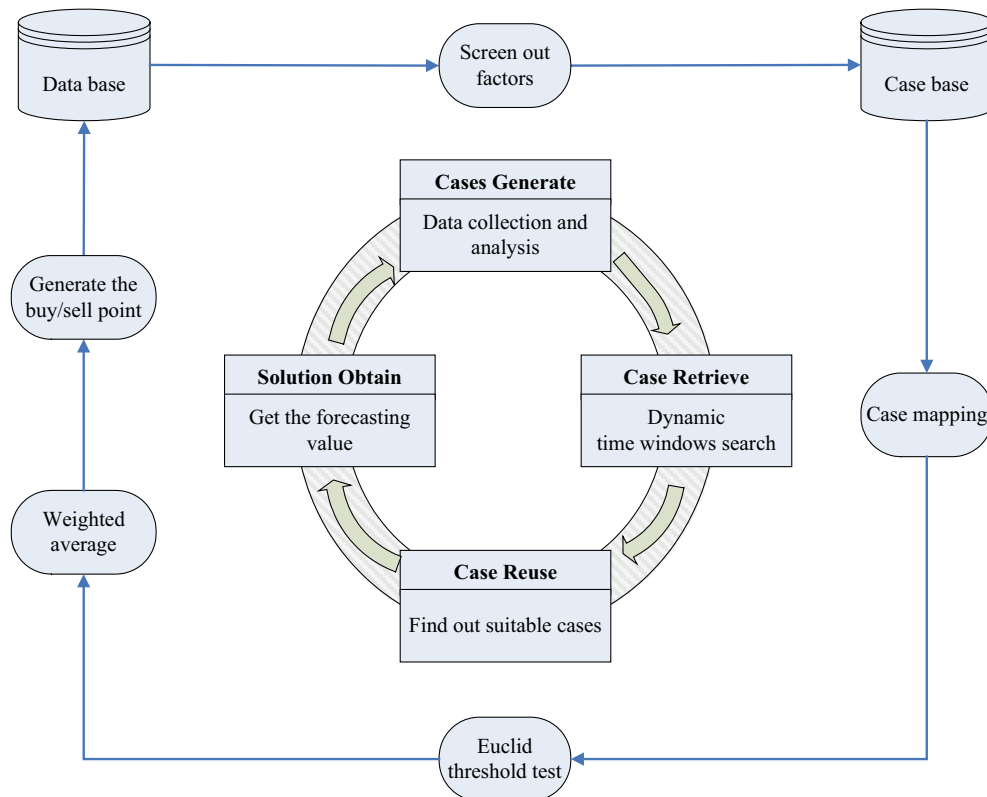 Data base
Screen out
factors
Case base
Cases Generate
Data collection and
analysis
Generate the
buy/sell point
Solution Obtain
Get the forecasting
value
Case Retrieve
Dynamic
time windows search
Case mapping
Weighted
average
Case Reuse
Find out suitable cases
Euclid
threshold test